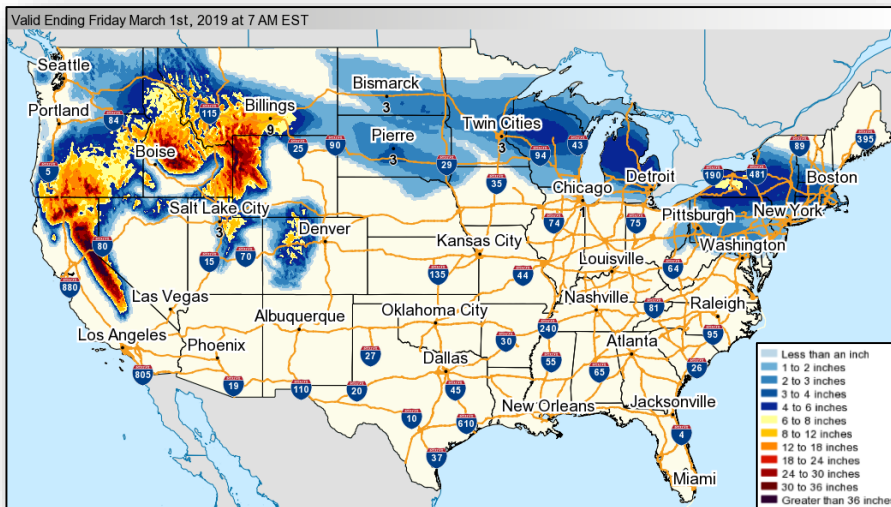 Valid Ending Friday March 1st, 2019 at 7 AM EST
Seattle
Portland
84
115
Billings
9
Bismarck
3
Twin Cities
3
Pierre
3
25
90
29
94
43
35
Boise
5
Salt Lake City
3
Denver
80
15
70
880
Chicago
1
Detroit
3
190
481
89
395
Boston
New York
Pittsburgh
Washington
74
75
Kansas City
135
44
Louisville
64
Las Vegas
Los Angeles
805
Phoenix
19
Albuquerque
110
Oklahoma City
27
20
Dallas
30
240
Nashville
81
Raleigh
95
Atlanta
26
55
65
45
10
610
37
New Orleans
Jacksonville
4
Miami
Less than an inch
1 to 2 inches
2 to 3 inches
3 to 4 inches
4 to 6 inches
6 to 8 inches
8 to 12 inches
12 to 18 inches
18 to 24 inches
24 to 30 inches
30 to 36 inches
Greater than 36 inches